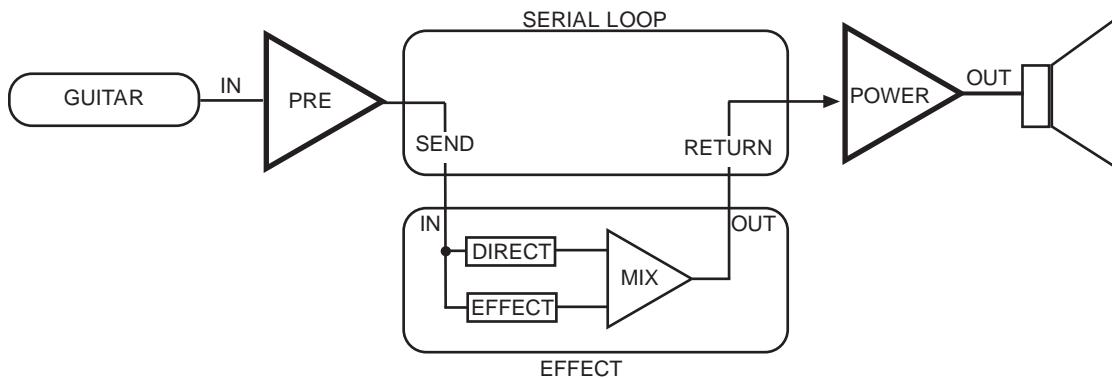 SERIAL LOOP
GUITAR
IN
PRE
SEND
RETURN
POWER
OUT
IN
OUT
DIRECT
MIX
EFFECT
EFFECT